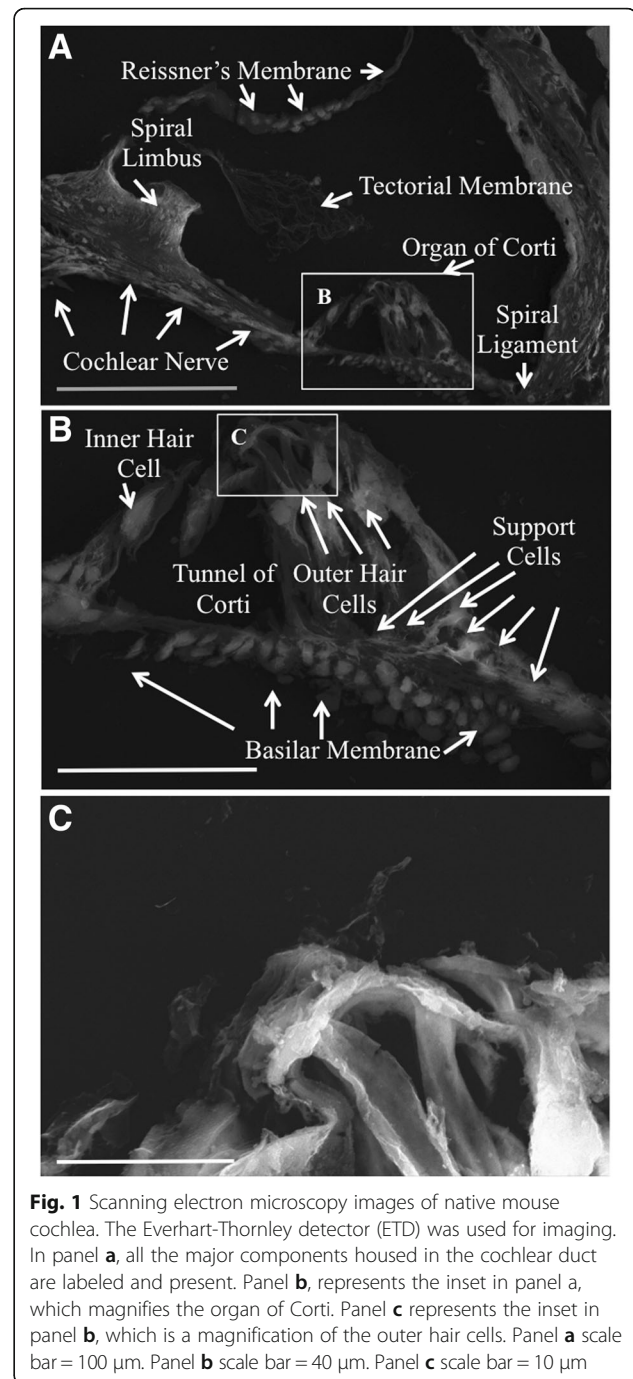 A
Reissner's Membrane
Spiral
Limbus
Tectorial Membrane
Organ of Corti
B
Spiral
Ligament
Cochlear Nerve
B
Inner Hair
Cell
C
Support
Cells
Tunnel of
Corti
Outer Hair
Cells
Basilar Membrane
C
Fig. 1 Scanning electron microscopy images of native mouse
cochlea. The Everhart-Thornley detector (ETD) was used for imaging.
In panel a, all the major components housed in the cochlear duct
are labeled and present. Panel b, represents the inset in panel a,
which magnifies the organ of Corti. Panel c represents the inset in
panel b, which is a magnification of the outer hair cells. Panel a scale
bar = 100 μm. Panel b scale bar = 40 μm. Panel c scale bar = 10 μm